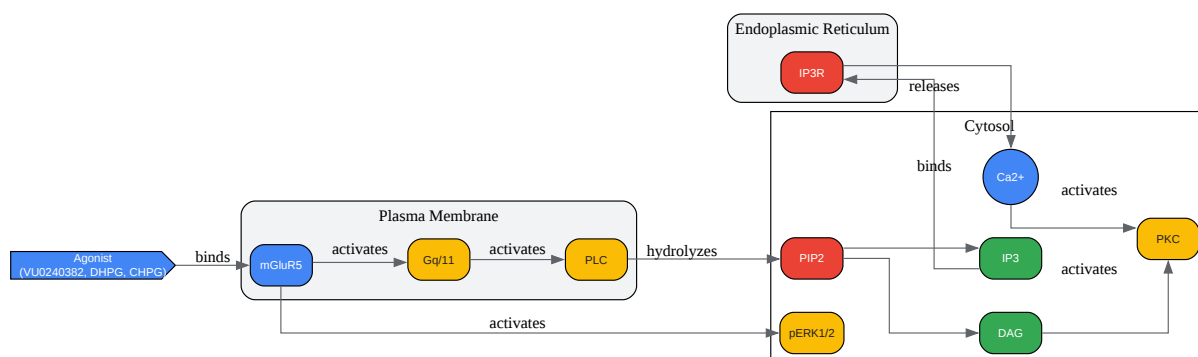 Endoplasmic Reticulum
IP3R
releases
Cytosol
binds
Ca2+
activates
Plasma Membrane
PKC
Agonist
(VU0240382, DHPG, CHPG)
binds
mGluR5
activates
Gq/11
activates
PLC
hydrolyzes
PIP2
IP3
activates
activates
pERK1/2
DAG